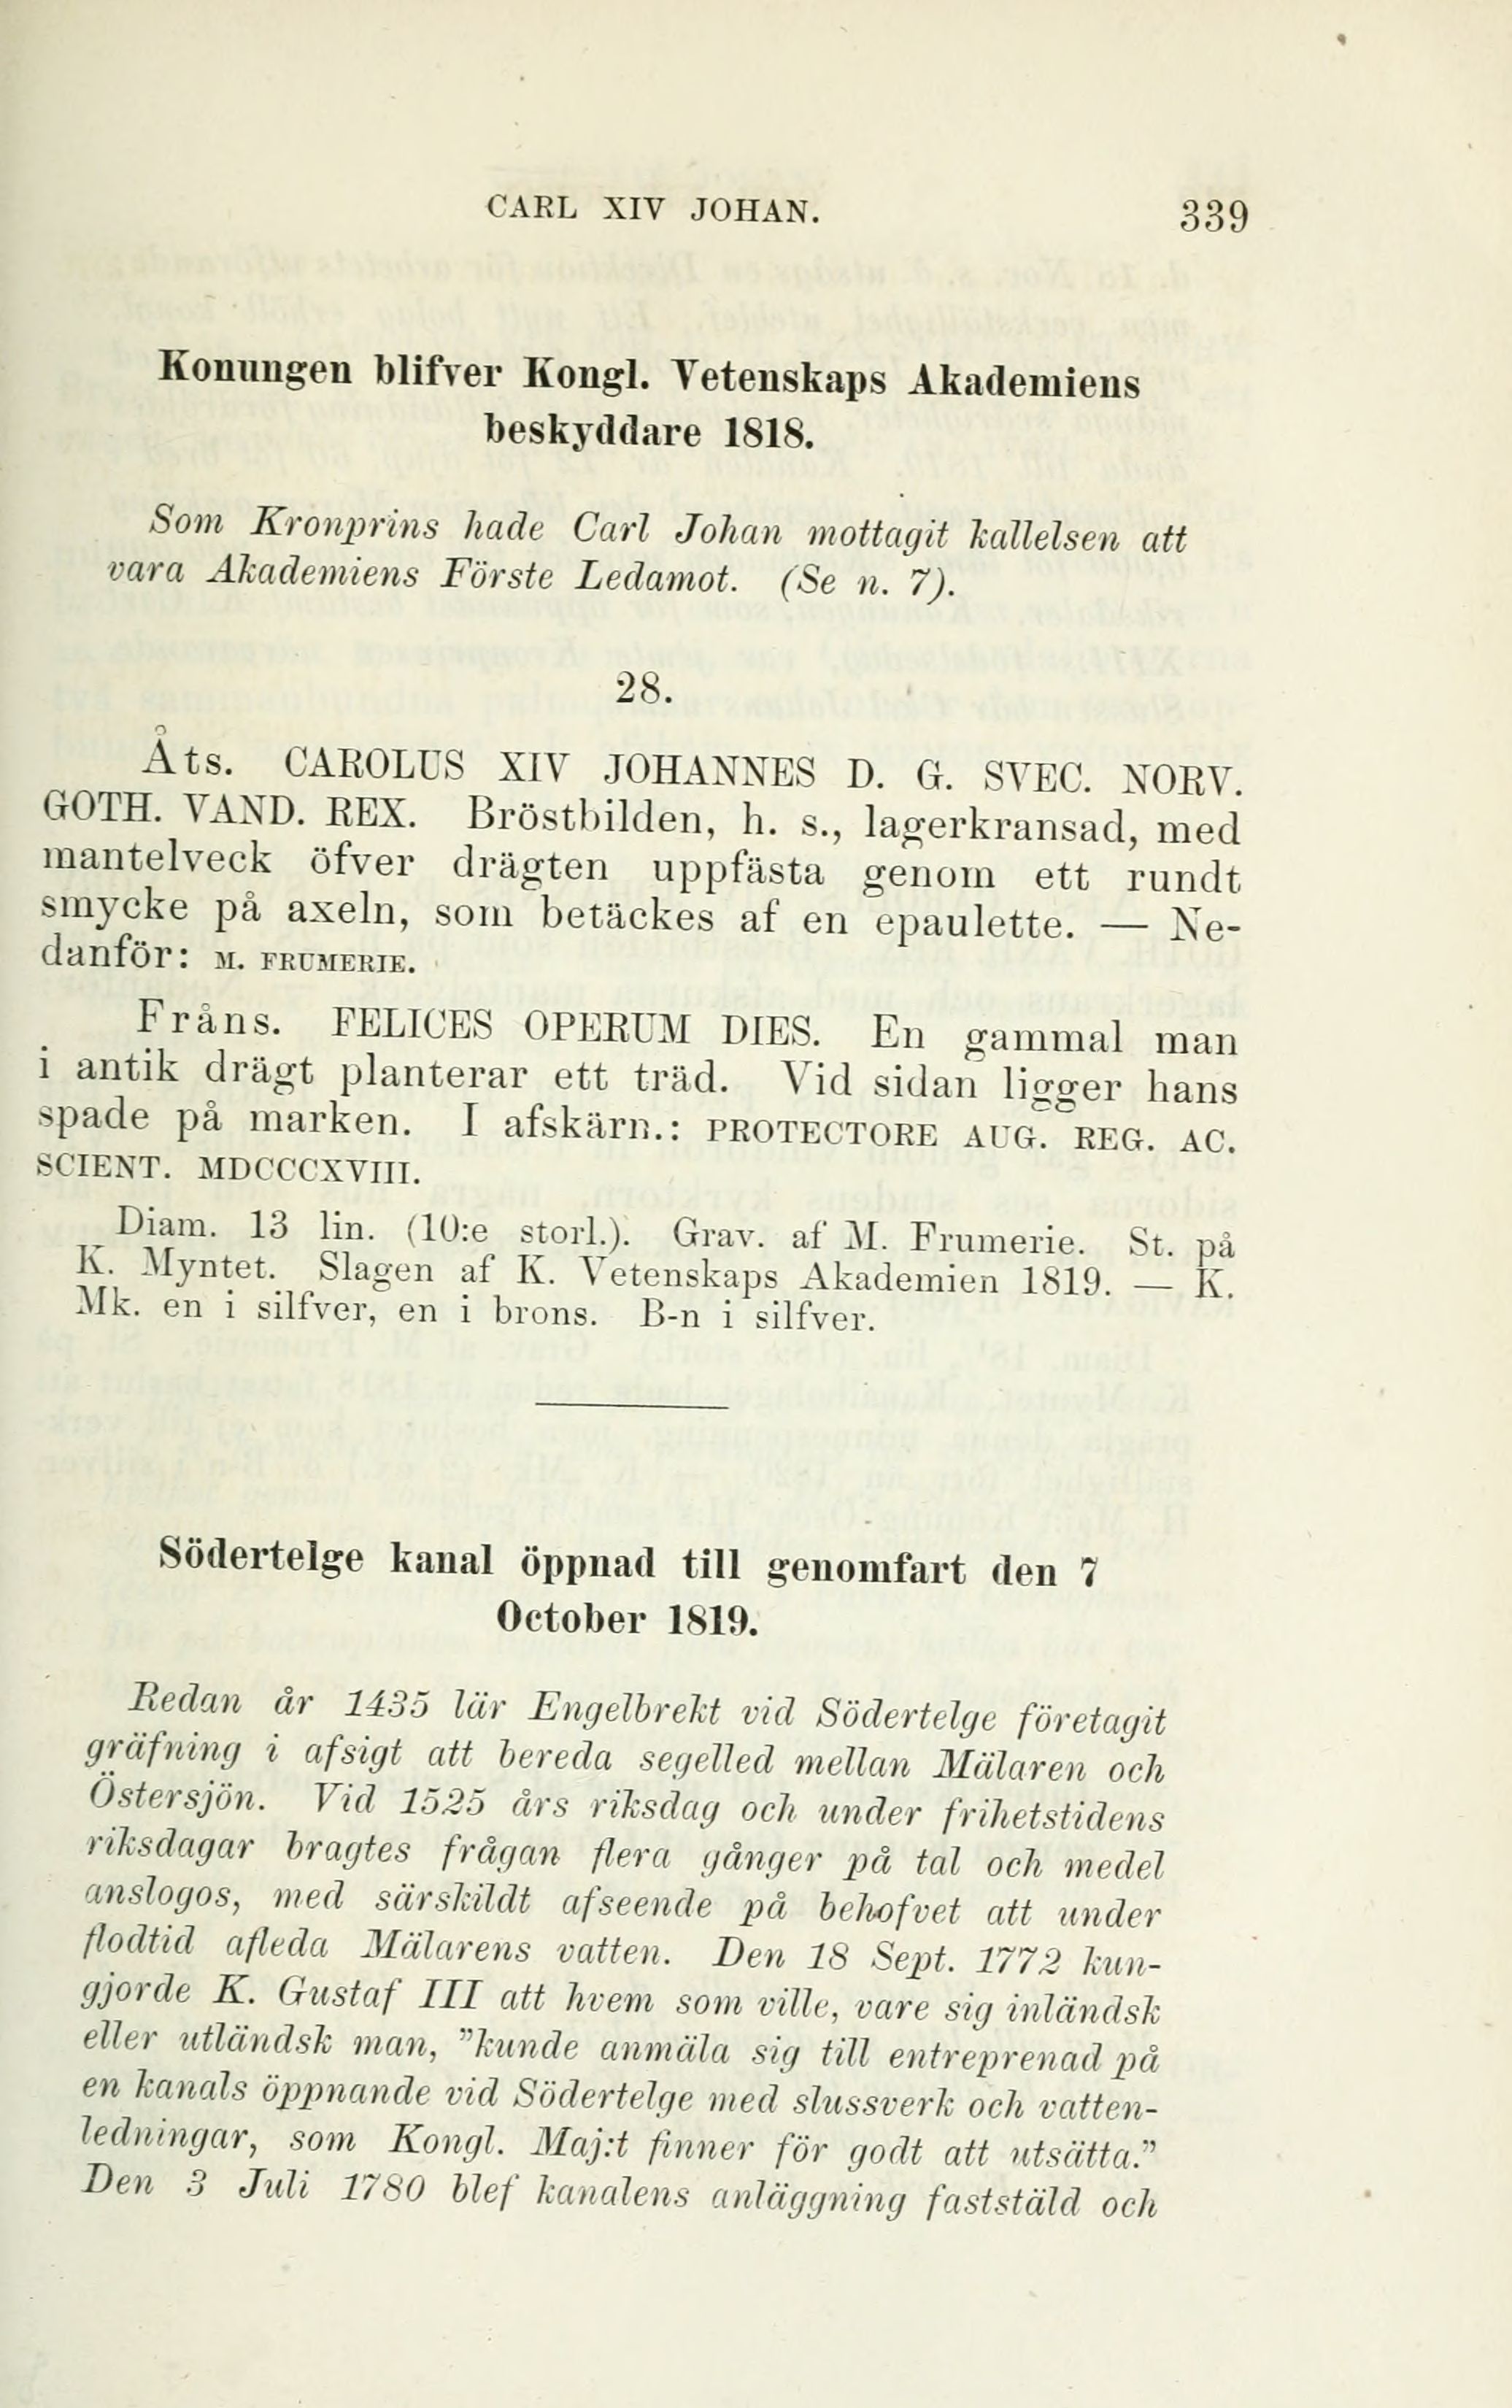 CARL XIV JOHAN. 339
Konungen blifver Kongl. Vetenskaps Akademiens
beskyddare 1818.
Som Kronprins hade Carl Johan mottagit kallelsen att
vara Akademiens Förste Ledamot. (Se n. 7).
28.
Åts. CAROLUS XIV JOHANNES D. G. SVEC. NORV.
GOTH. VAND. REX. Bröstbilden, h. s., lagerkransad, med
mantelveck öfver drägten uppfästa genom ett rundt
smycke på axeln, som betäckes af en epaulette. — Ne-
danför: M. FRUMERIE.
Fråns. FELICES OPERUM DIES. En gammal man
i antik drägt planterar ett träd. Vid sidan ligger hans
spade på marken. I afskärn.: PROTECTORE AUG. REG. AC.
SCIENT. MDCCCXVIII.
Diam. 13 lin. (10:e storl.). Grav. af M. Frumerie. St. på
K. Myntet. Slagen af K. Vetenskaps Akademien 1819. — K.
Mk. en i silfver, en i brons. B-n i silfver.
Södertelge kanal öppnad till genomfart den 7
October 1819.
Redan år 1435 lär Engelbrekt vid Södertelge företagit
gräfning i afsigt att bereda segelled mellan Mälaren och
Östersjön. Vid 1525 års riksdag och under frihetstidens
riksdagar bragtes frågan flera gånger på tal och medel
anslogos, med särskildt afseende på behofvet att under
flodtid afleda Mälarens vatten. Den 18 Sept. 1772 kun-
gjorde K. Gustaf III att hvem som ville, vare sig inländsk
eller utländsk man, ”kunde anmäla sig till entreprenad på
en kanals öppnande vid Södertelge med slussverk och vatten-
ledningar, som Kongl. Maj:t finner för godt att utsätta.”
Den 3 Juli 1780 blef kanalens anläggning faststäld och